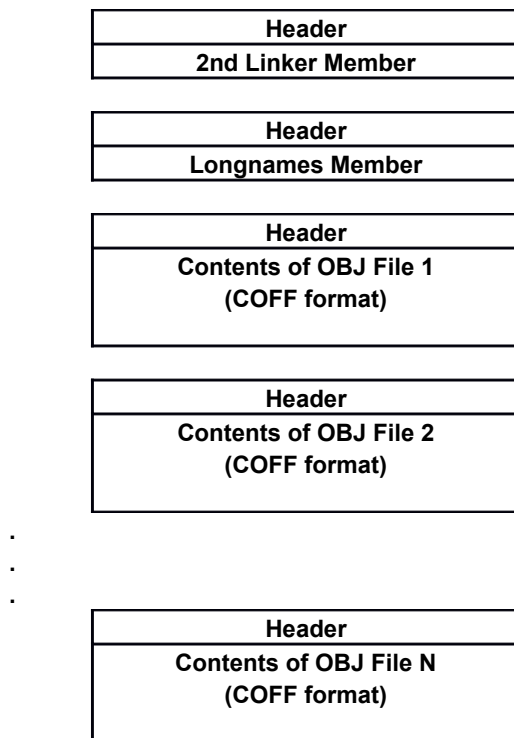 Header
2nd Linker Member
Header
Longnames Member
Header
Contents of OBJ File 1
(COFF format)
Header
Contents of OBJ File 2
(COFF format)
.
.
.
Header
Contents of OBJ File N
(COFF format)